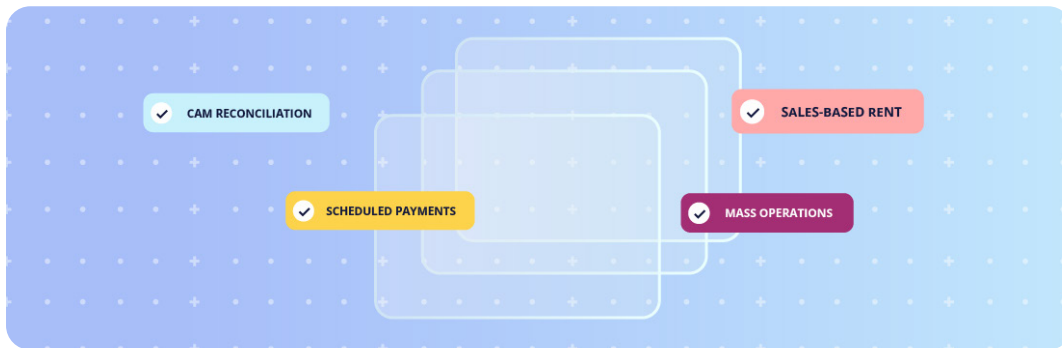 CAM RECONCILIATION
SALES-BASED RENT
SCHEDULED PAYMENTS
MASS OPERATIONS